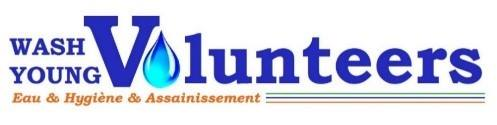 WASH
YOUNG Volunteers
Eau & Hygiène & Assainissement